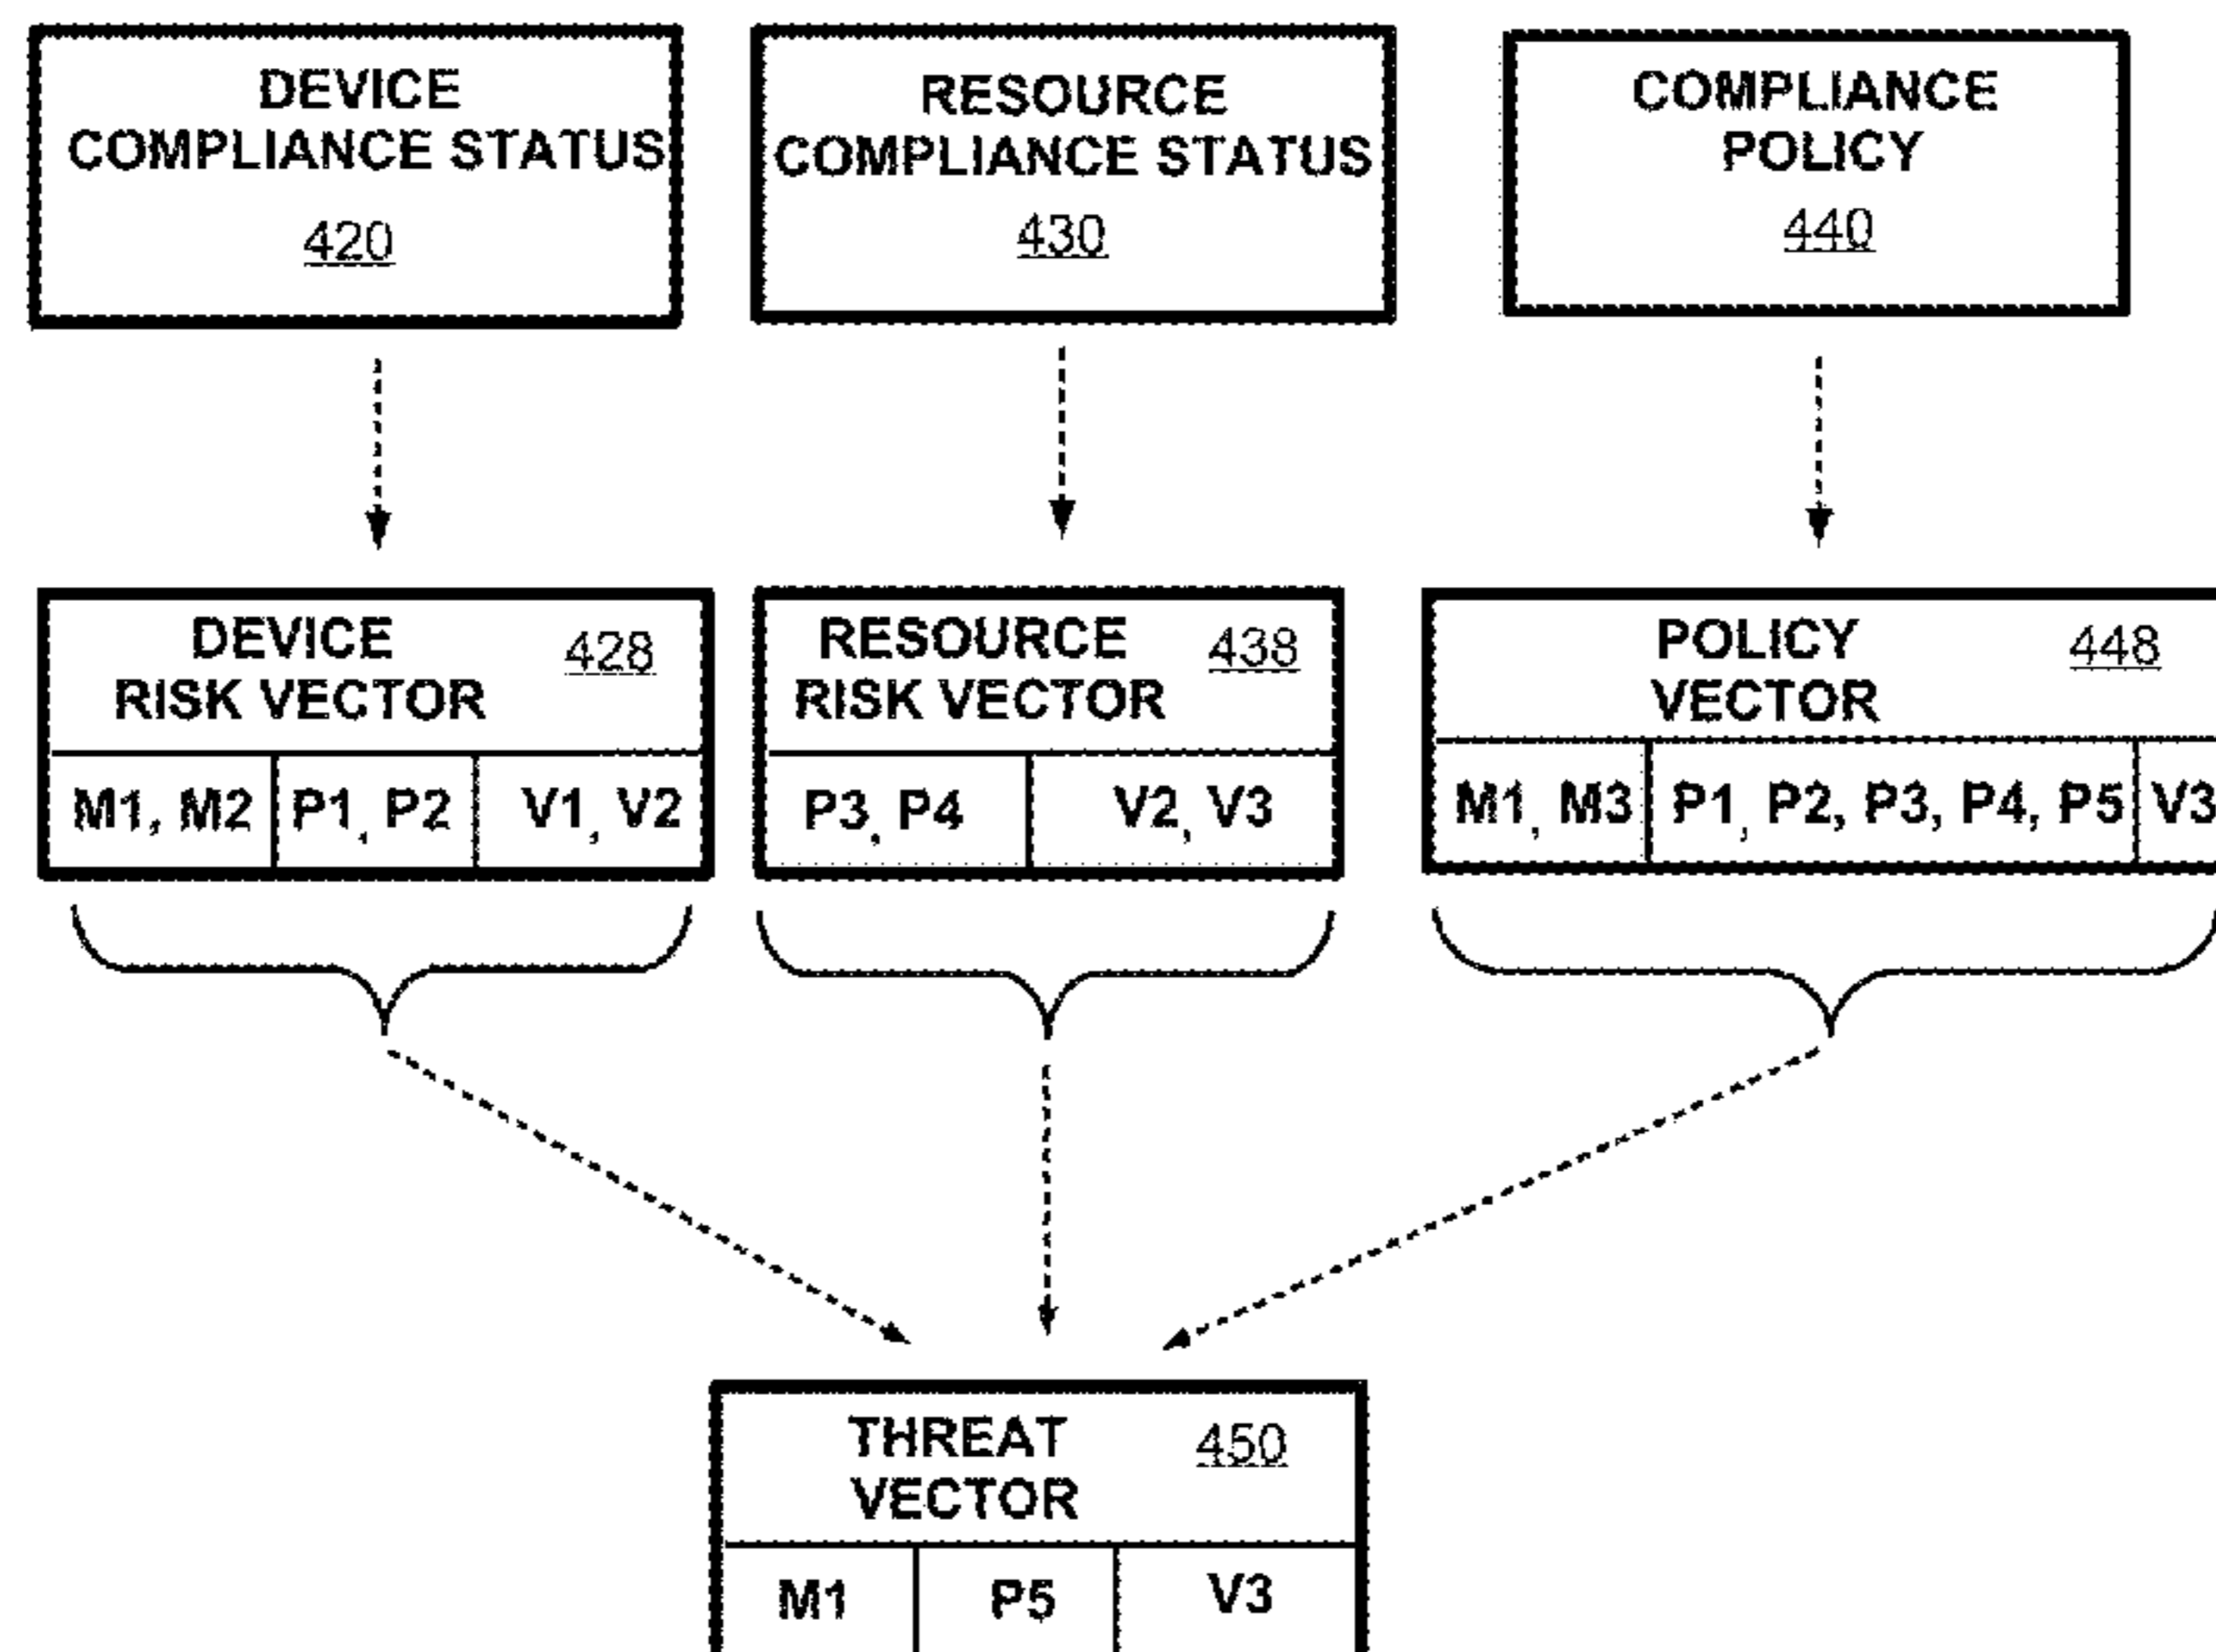 DEVICE
COMPLIANCE STATUS
420
RESOURCE
COMPLIANCE STATUS
430
COMPLIANCE
POLICY
440
DEVICE
RISK VECTOR
428
M1, M2
P1, P2
V1, V2
RESOURCE
RISK VECTOR
438
P3, P4
V2, V3
POLICY
VECTOR
448
M1, M3
P1, P2, P3, P4, P5
V3
THREAT
VECTOR
450
M1
P5
V3